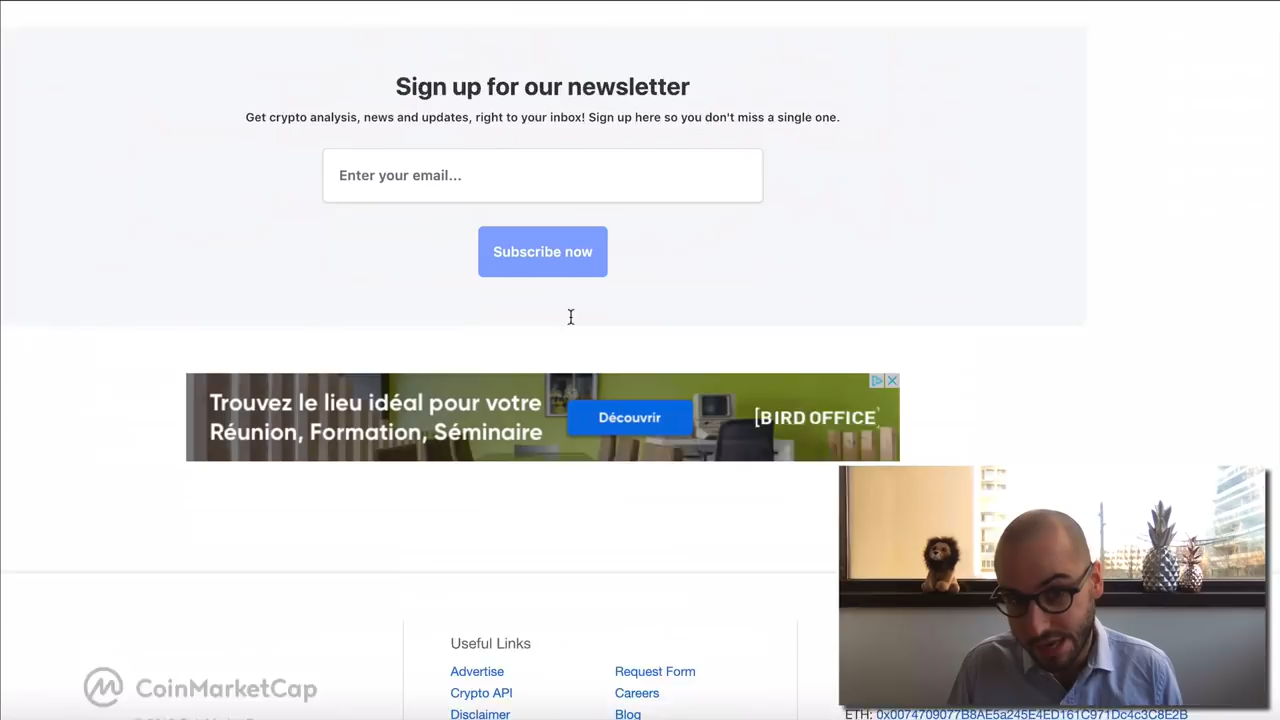 Sign up for our newsletter
Get crypto analysis, news and updates, right to your inbox! Sign up here so you don't miss a single one.
Enter your email...
Subscribe now
Trouvez le lieu idéal pour votre
Réunion, Formation, Séminaire
Découvrir
[BIRD OFFICE]
CoinMarketCap
Useful Links
Advertise
Request Form
Crypto API
Careers
Disclaimer
Blog
ETH: 0x0074709077B8AE5a245E4ED161C971Dc4c3C8E2B